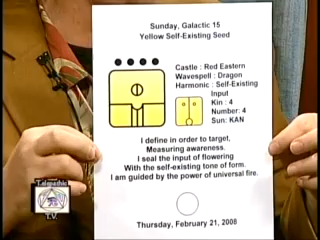 Sunday, Galactic 15
Yellow Self-Existing Seed
Castle : Red Eastern
Wavespell : Dragon
Harmonic : Self-Existing
Input
Kin : 4
Number: 4
Sun: KAN
I define in order to target,
Measuring awareness.
I seal the input of flowering
With the self-existing tone of form.
I am guided by the power of universal fire.
Thursday, February 21, 2008
Telepathic
T.V.